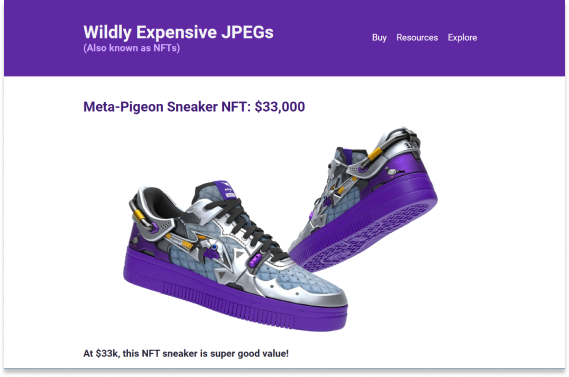 Wildly Expensive JPEGs
(Also known as NFTs)
Buy Resources Explore
Meta-Pigeon Sneaker NFT: $33,000
At $33k, this NFT sneaker is super good value!